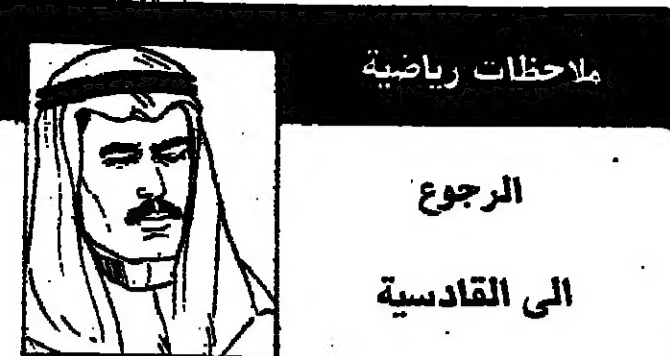 ملاحظات رياضية
الرجوع
الى القادسية